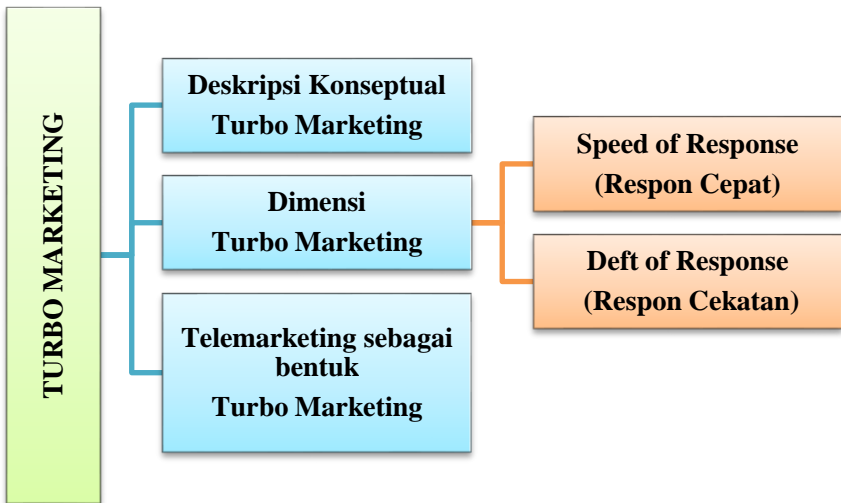 TURBO MARKETING
Deskripsi Konseptual
Turbo Marketing
Dimensi
Turbo Marketing
Telemarketing sebagai
bentuk
Turbo Marketing
Speed of Response
(Respon Cepat)
Deft of Response
(Respon Cekatan)